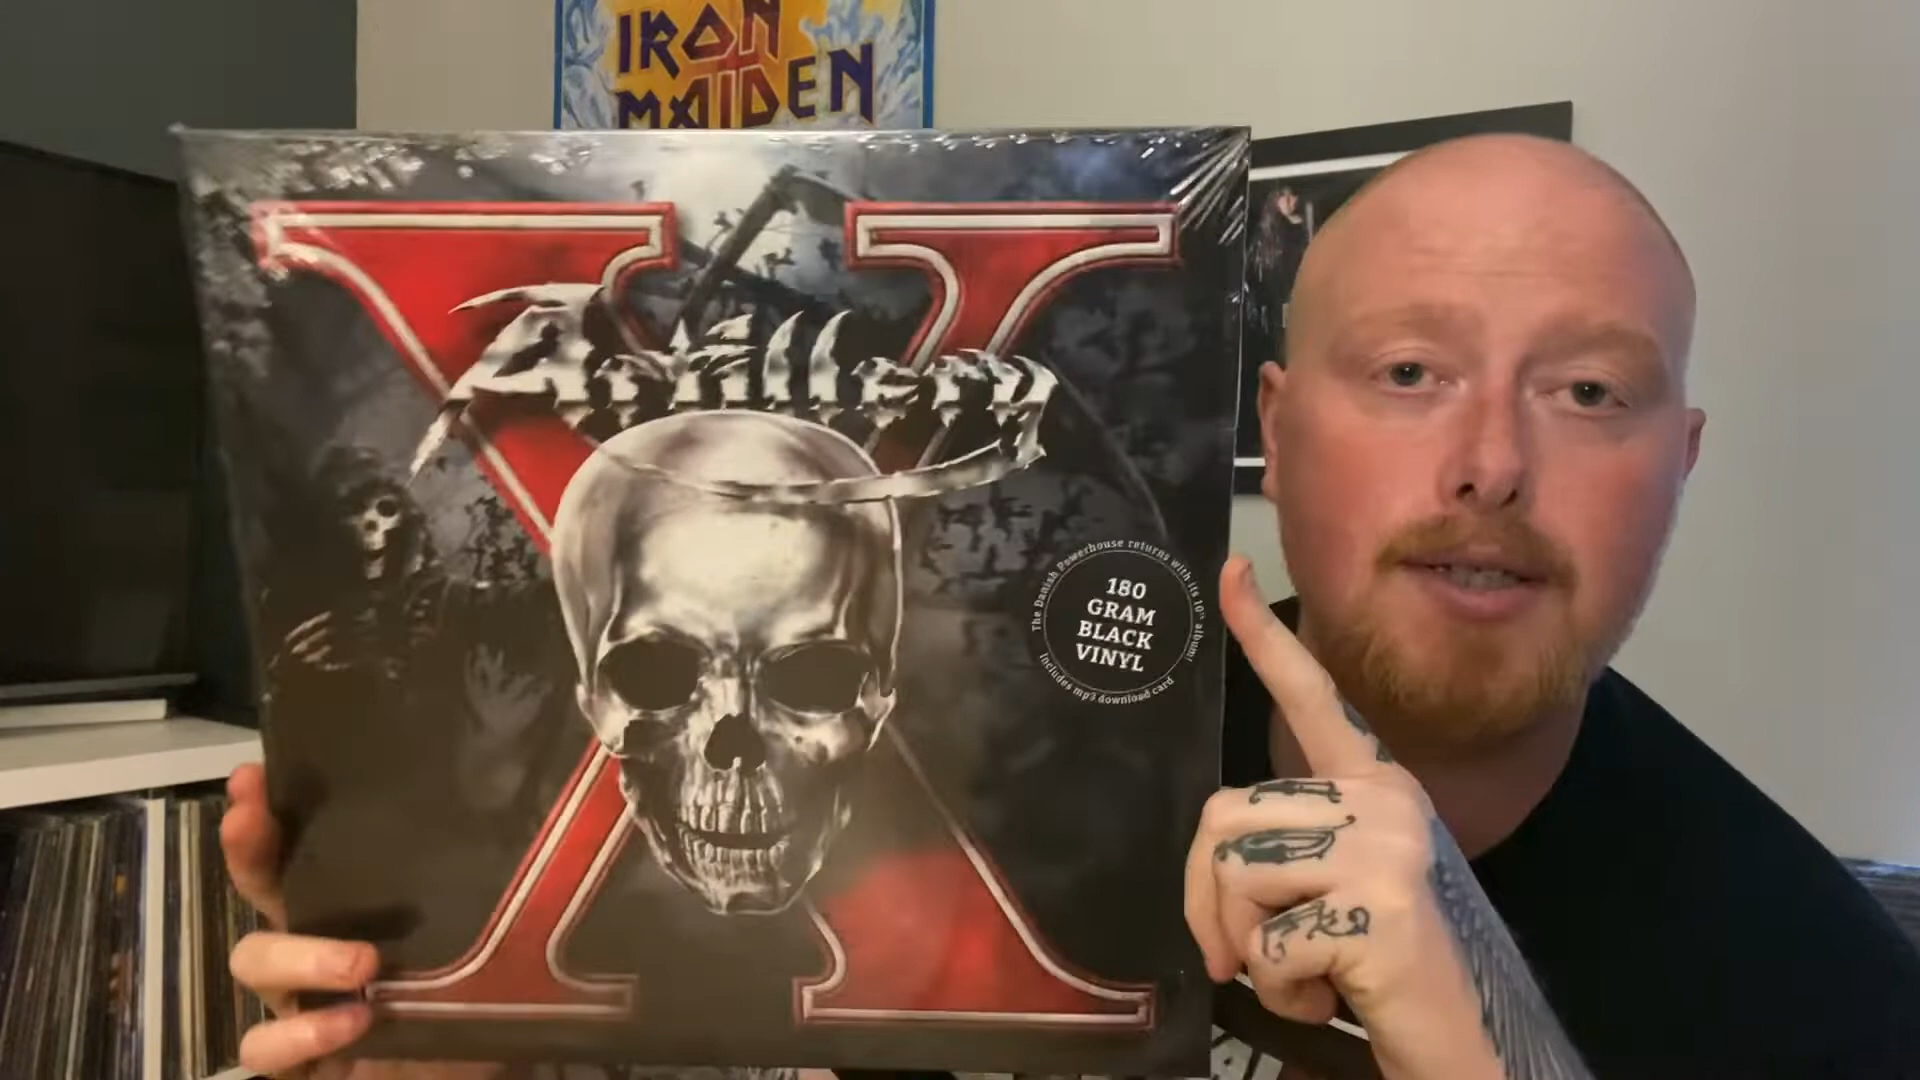 IRON
MAIDEN
X
Artillery
The Danish Powerhouse returns with its 10th album!
180
GRAM
BLACK
VINYL
Includes mp3 download card